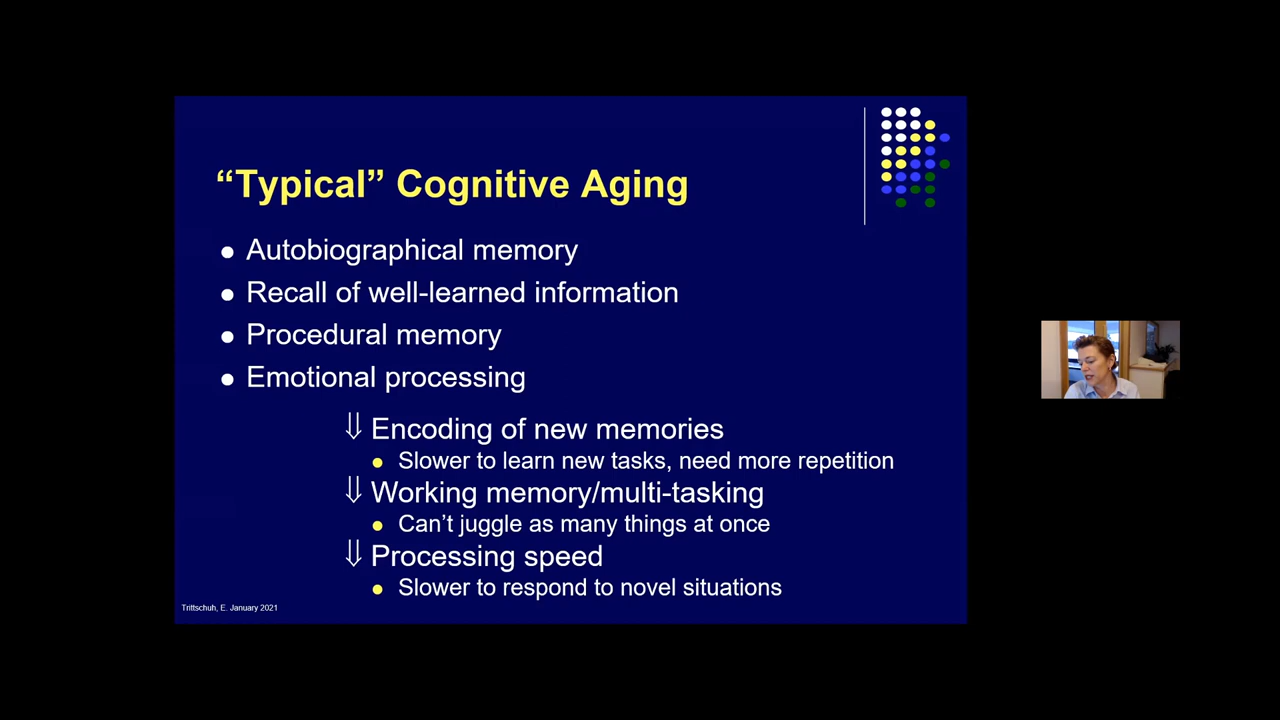 “Typical” Cognitive Aging
● Autobiographical memory
● Recall of well-learned information
● Procedural memory
● Emotional processing
⇓ Encoding of new memories
● Slower to learn new tasks, need more repetition
⇓ Working memory/multi-tasking
● Can’t juggle as many things at once
⇓ Processing speed
● Slower to respond to novel situations
Trittschuh, E. January 2021